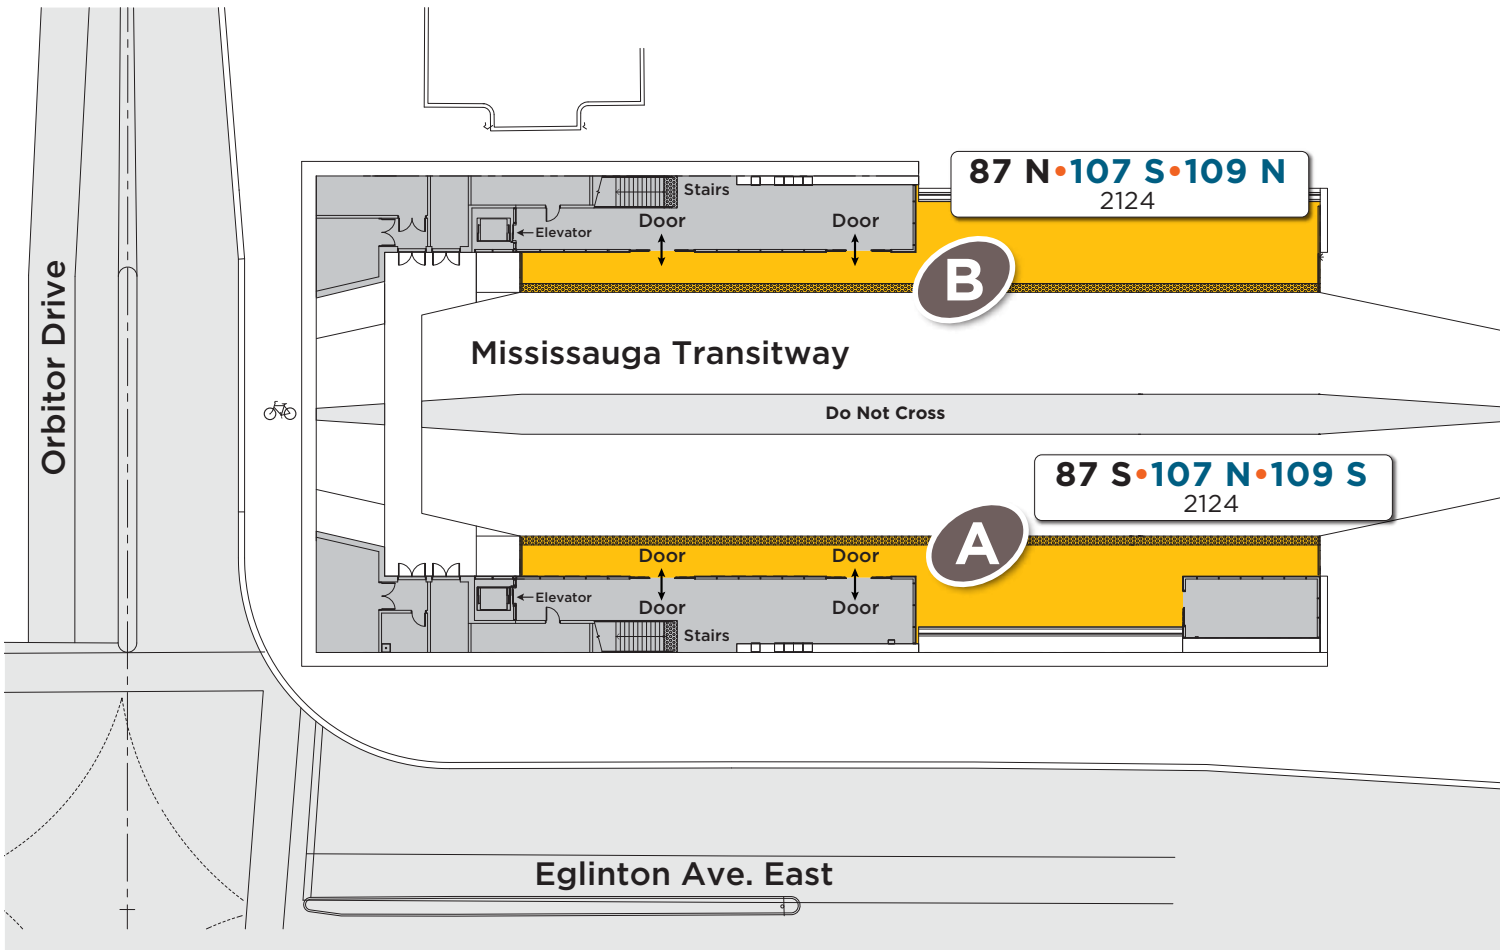 87 N•107 S•109 N
2124
Stairs
Door
Door
Elevator
B
Orbitor Drive
Mississauga Transitway
Do Not Cross
87 S•107 N•109 S
2124
A
Door
Door
Elevator
Door
Door
Stairs
Eglinton Ave. East